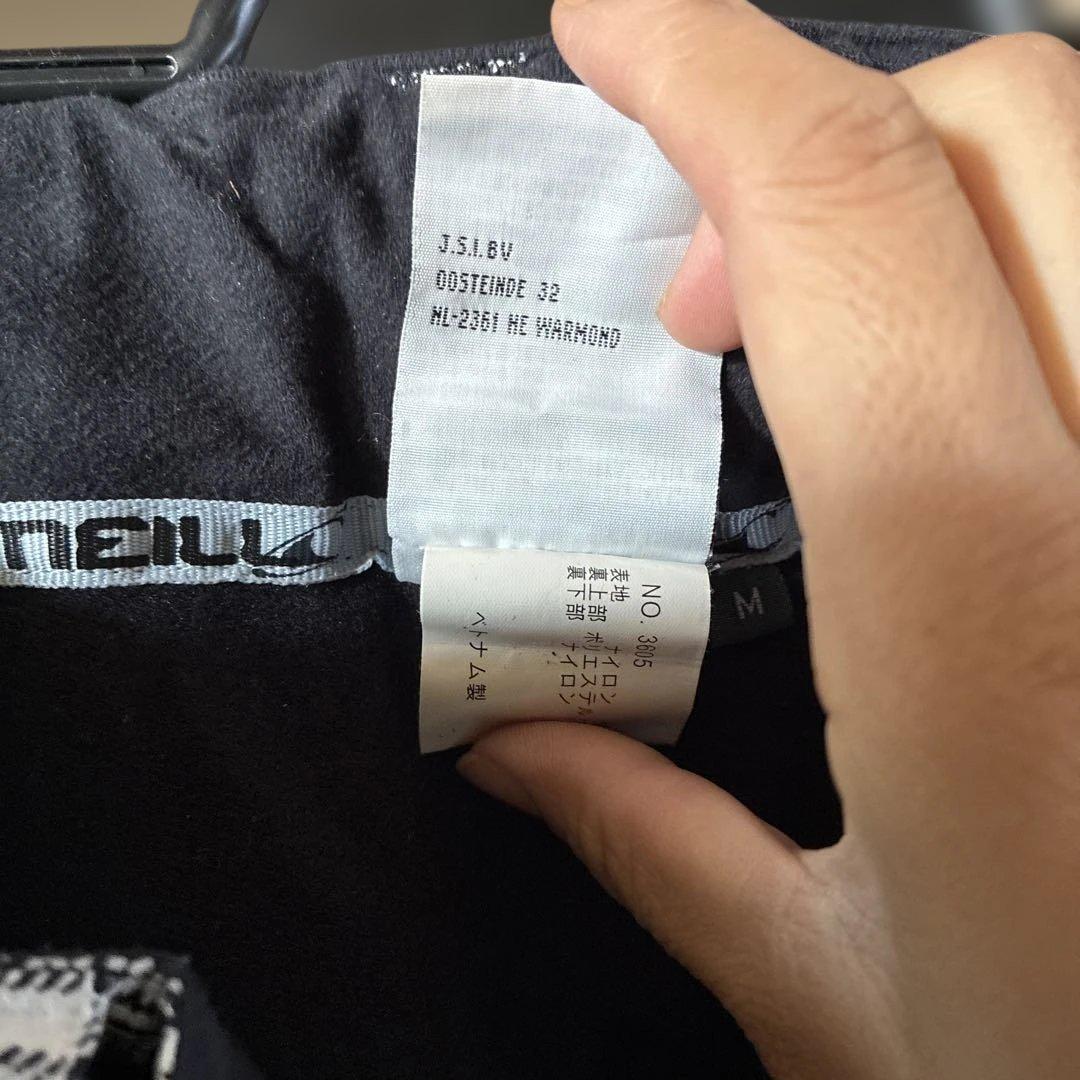 J.S.I.BV
OOSTEINDE 32
NL-2361 HE WARMOND
NEILL
M
NO. 3605
表地 ナイロン
裏上部 ポリエステル
裏下部 ナイロン
ベトナム製